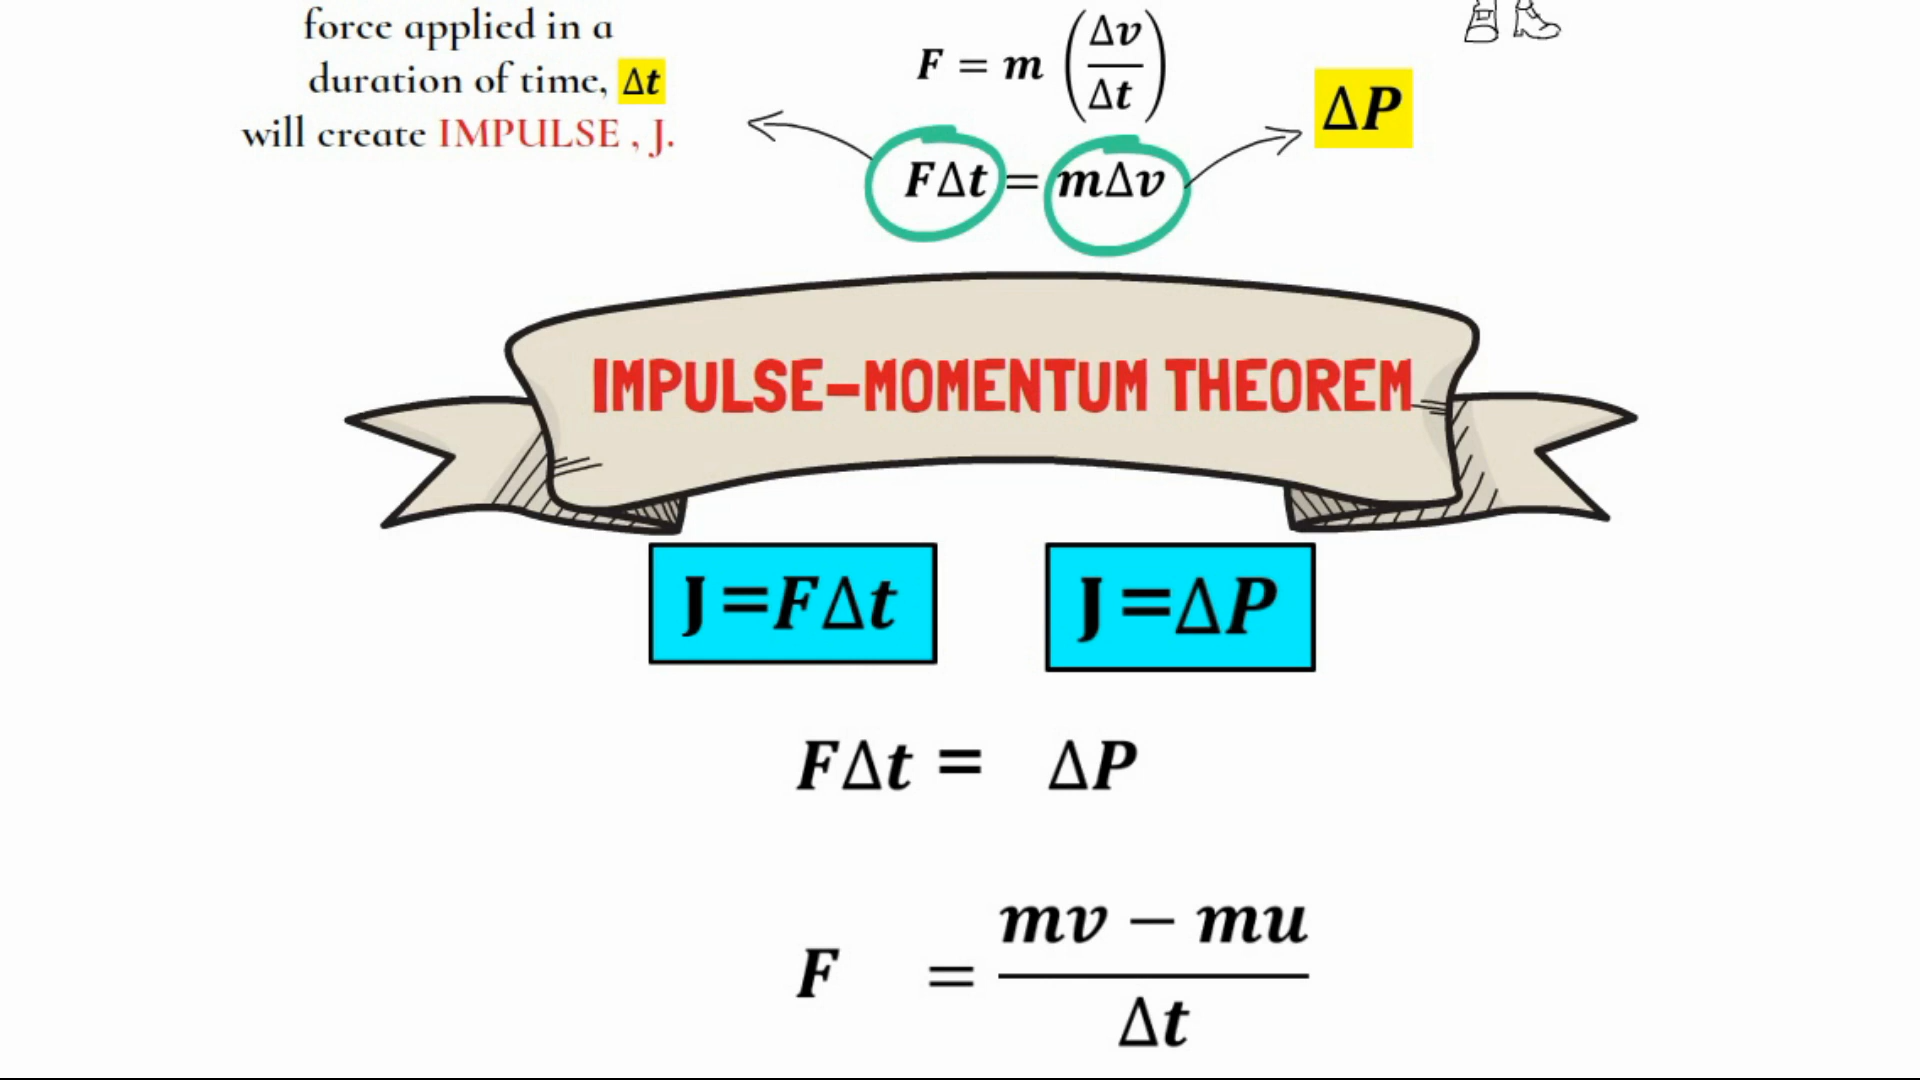 force applied in a
duration of time, Δt
will create IMPULSE , J.
F = m (Δv/Δt)
FΔt = mΔv
ΔP
IMPULSE-MOMENTUM THEOREM
J =FΔt
J =ΔP
FΔt = ΔP
F = (mv − mu)/Δt